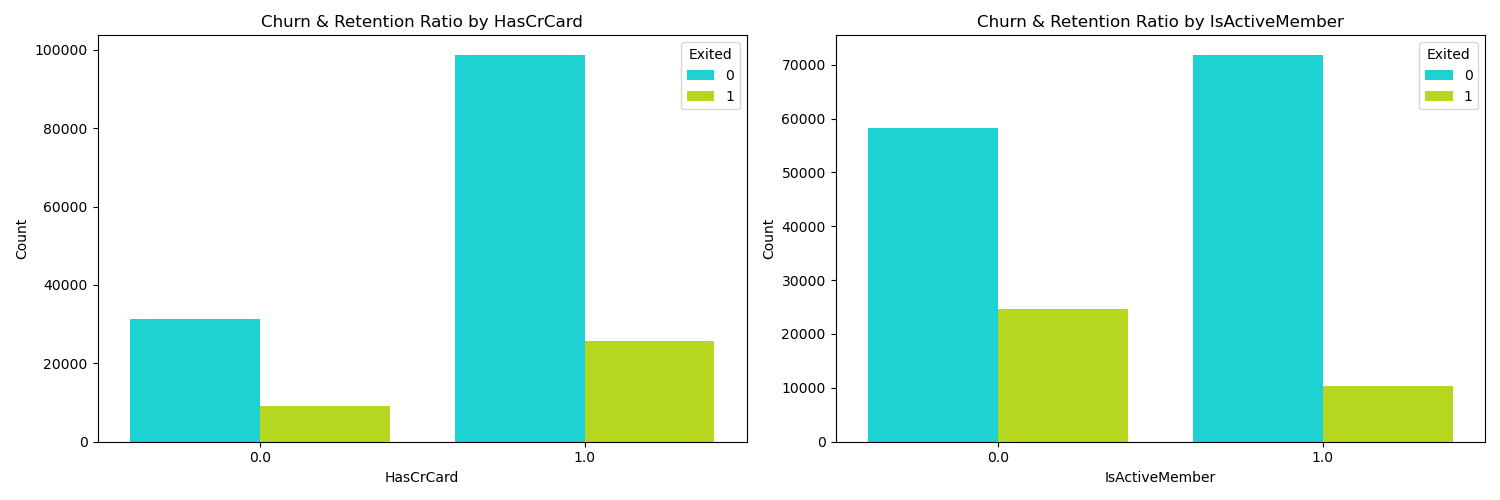 Churn & Retention Ratio by HasCrCard
100000
80000
60000
40000
20000
0
Count
0.0
1.0
HasCrCard
Exited
0
1
Churn & Retention Ratio by IsActiveMember
70000
60000
50000
40000
30000
20000
10000
0
Count
0.0
1.0
IsActiveMember
Exited
0
1